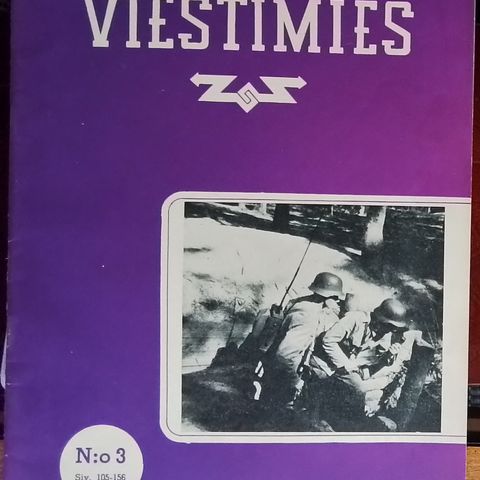 VIESTIMIES
N:o 3
Siv. 105-156